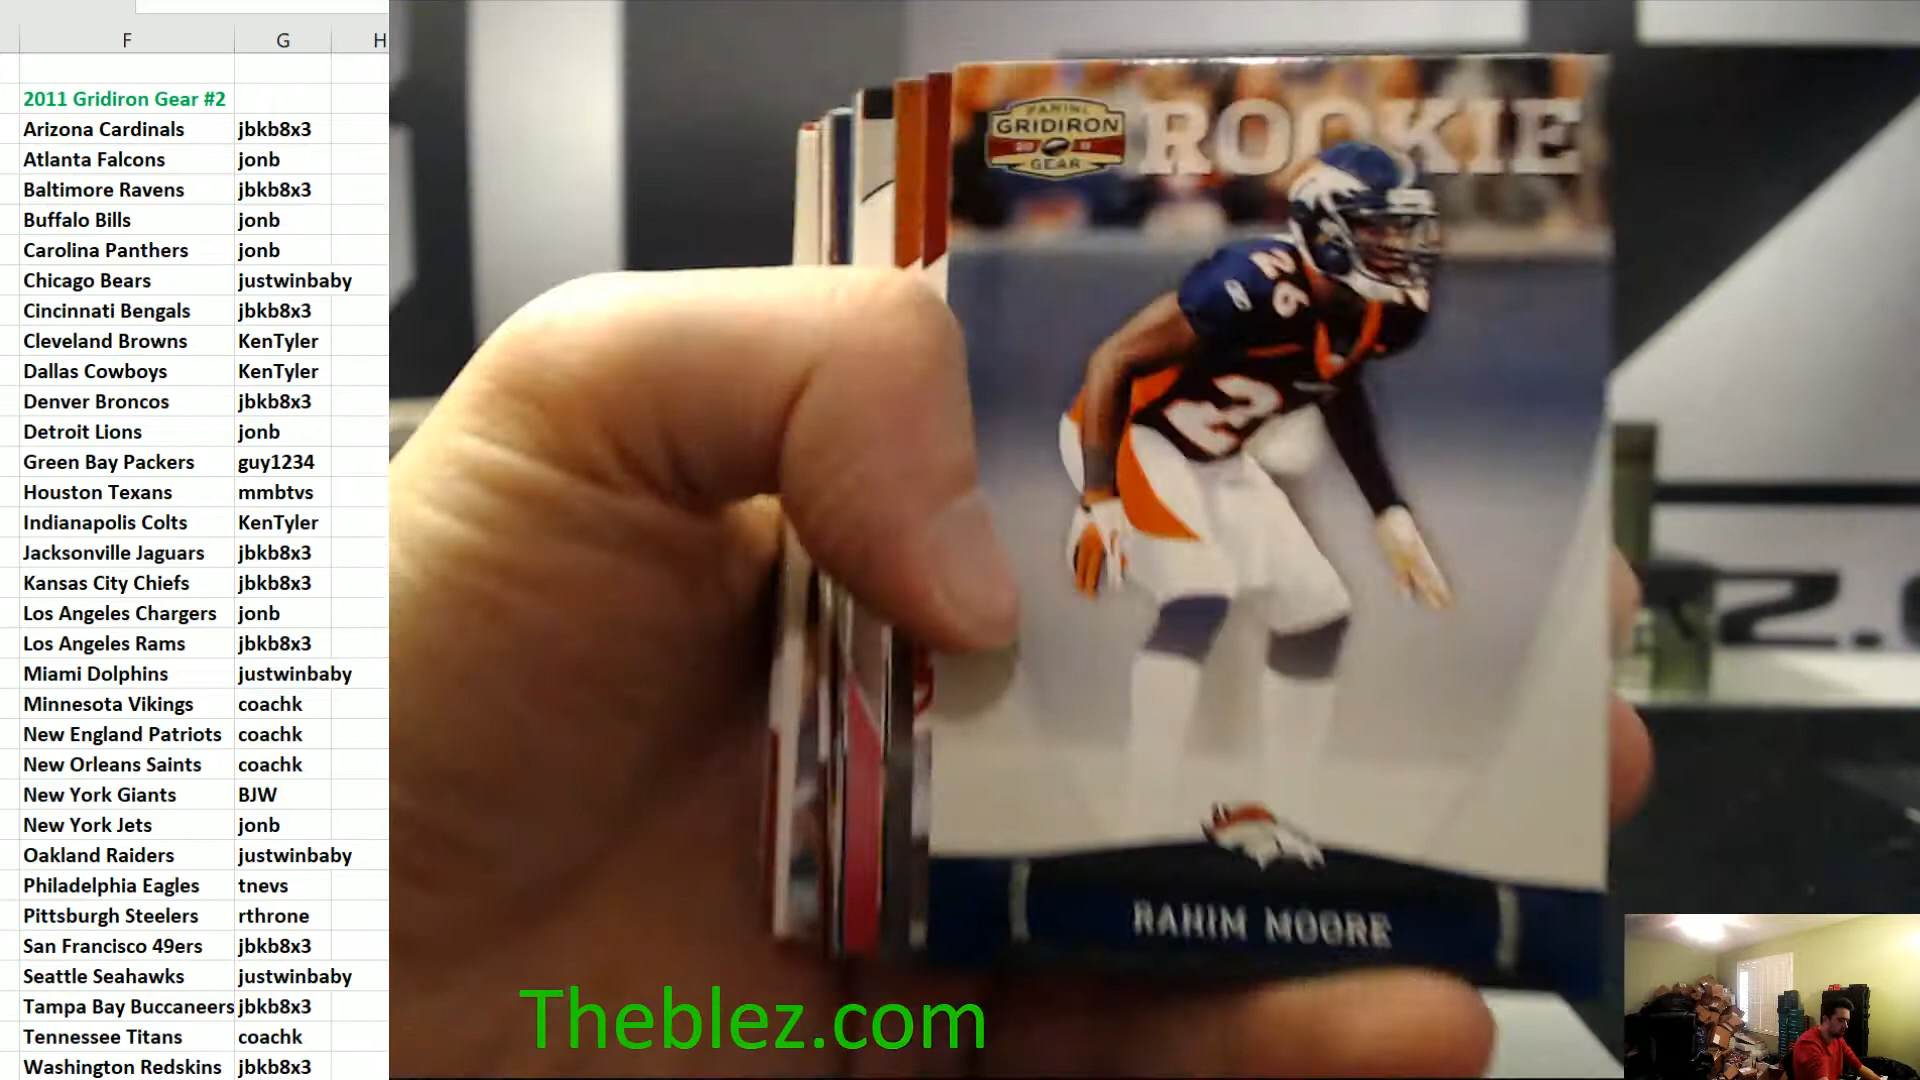 F G H
2011 Gridiron Gear #2
Arizona Cardinals jbkb8x3
Atlanta Falcons jonb
Baltimore Ravens jbkb8x3
Buffalo Bills jonb
Carolina Panthers jonb
Chicago Bears justwinbaby
Cincinnati Bengals jbkb8x3
Cleveland Browns KenTyler
Dallas Cowboys KenTyler
Denver Broncos jbkb8x3
Detroit Lions jonb
Green Bay Packers guy1234
Houston Texans mmbtvs
Indianapolis Colts KenTyler
Jacksonville Jaguars jbkb8x3
Kansas City Chiefs jbkb8x3
Los Angeles Chargers jonb
Los Angeles Rams jbkb8x3
Miami Dolphins justwinbaby
Minnesota Vikings coachk
New England Patriots coachk
New Orleans Saints coachk
New York Giants BJW
New York Jets jonb
Oakland Raiders justwinbaby
Philadelphia Eagles tnevs
Pittsburgh Steelers rthrone
San Francisco 49ers jbkb8x3
Seattle Seahawks justwinbaby
Tampa Bay Buccaneers jbkb8x3
Tennessee Titans coachk
Washington Redskins jbkb8x3
PANINI
GRIDIRON
20 11
GEAR
ROOKIE
26
26
RAHIM MOORE
Theblez.com